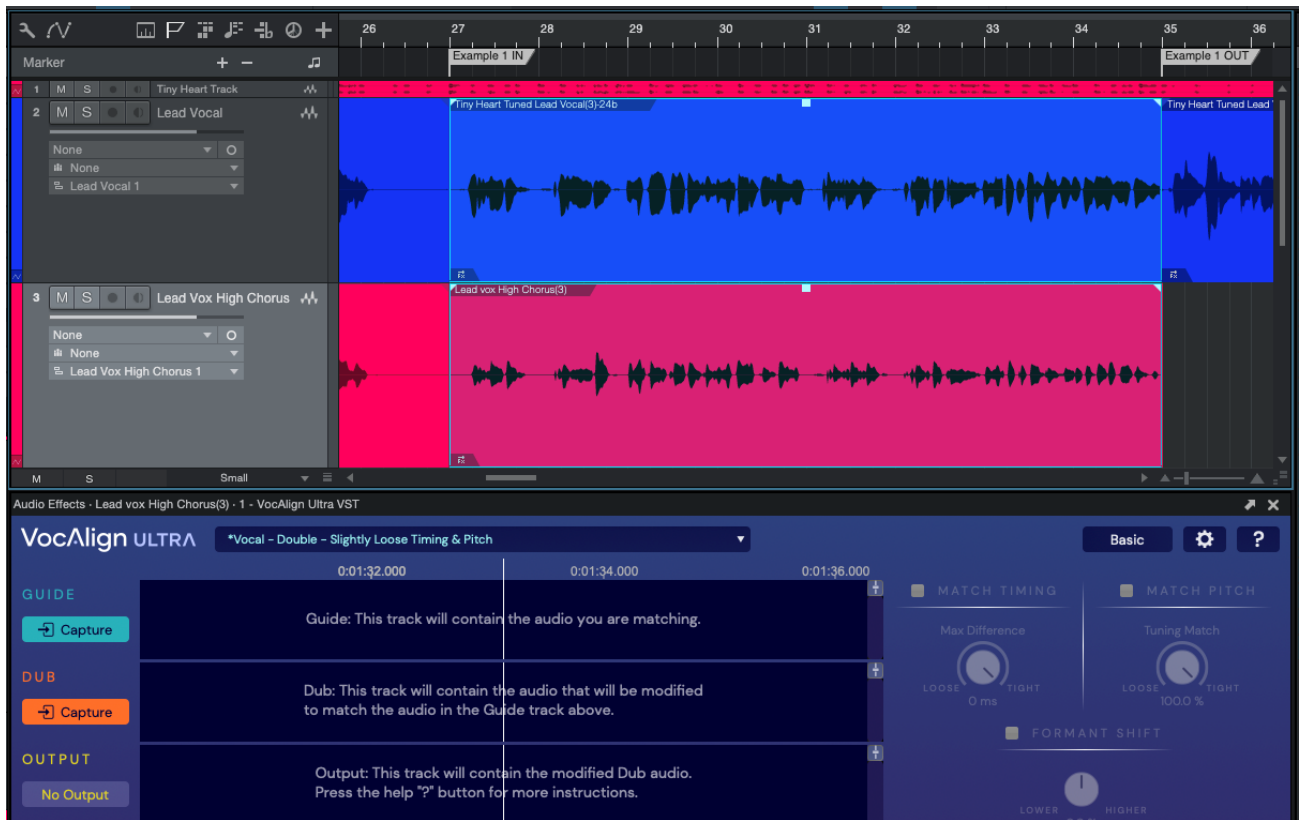 26 27 28 29 30 31 32 33 34 35 36
Marker + −
Example 1 IN
Example 1 OUT
1 M S Tiny Heart Track
2 M S Lead Vocal
Tiny Heart Tuned Lead Vocal(3)-24b
Tiny Heart Tuned Lead
None
None
Lead Vocal 1
FX
FX
3 M S Lead Vox High Chorus
Lead vox High Chorus(3)
None
None
Lead Vox High Chorus 1
FX
M S Small
Audio Effects - Lead vox High Chorus(3) - 1 - VocAlign Ultra VST
VocAlign ULTRA
*Vocal - Double - Slightly Loose Timing & Pitch
Basic
?
0:01:32.000 0:01:34.000 0:01:36.000
GUIDE
Capture
Guide: This track will contain the audio you are matching.
DUB
Capture
Dub: This track will contain the audio that will be modified
to match the audio in the Guide track above.
OUTPUT
No Output
Output: This track will contain the modified Dub audio.
Press the help "?" button for more instructions.
MATCH TIMING
Max Difference
LOOSE TIGHT
0 ms
MATCH PITCH
Tuning Match
LOOSE TIGHT
100.0 %
FORMANT SHIFT
LOWER HIGHER